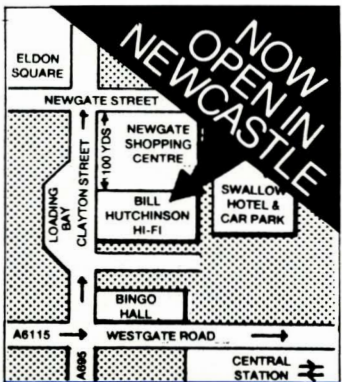 NOW
OPEN IN
NEWCASTLE
ELDON
SQUARE
NEWGATE STREET
100 YDS
NEWGATE
SHOPPING
CENTRE
CLAYTON STREET
LOADING
BAY
BILL
HUTCHINSON
HI-FI
SWALLOW
HOTEL &
CAR PARK
BINGO
HALL
A6115
WESTGATE ROAD
A695
CENTRAL
STATION